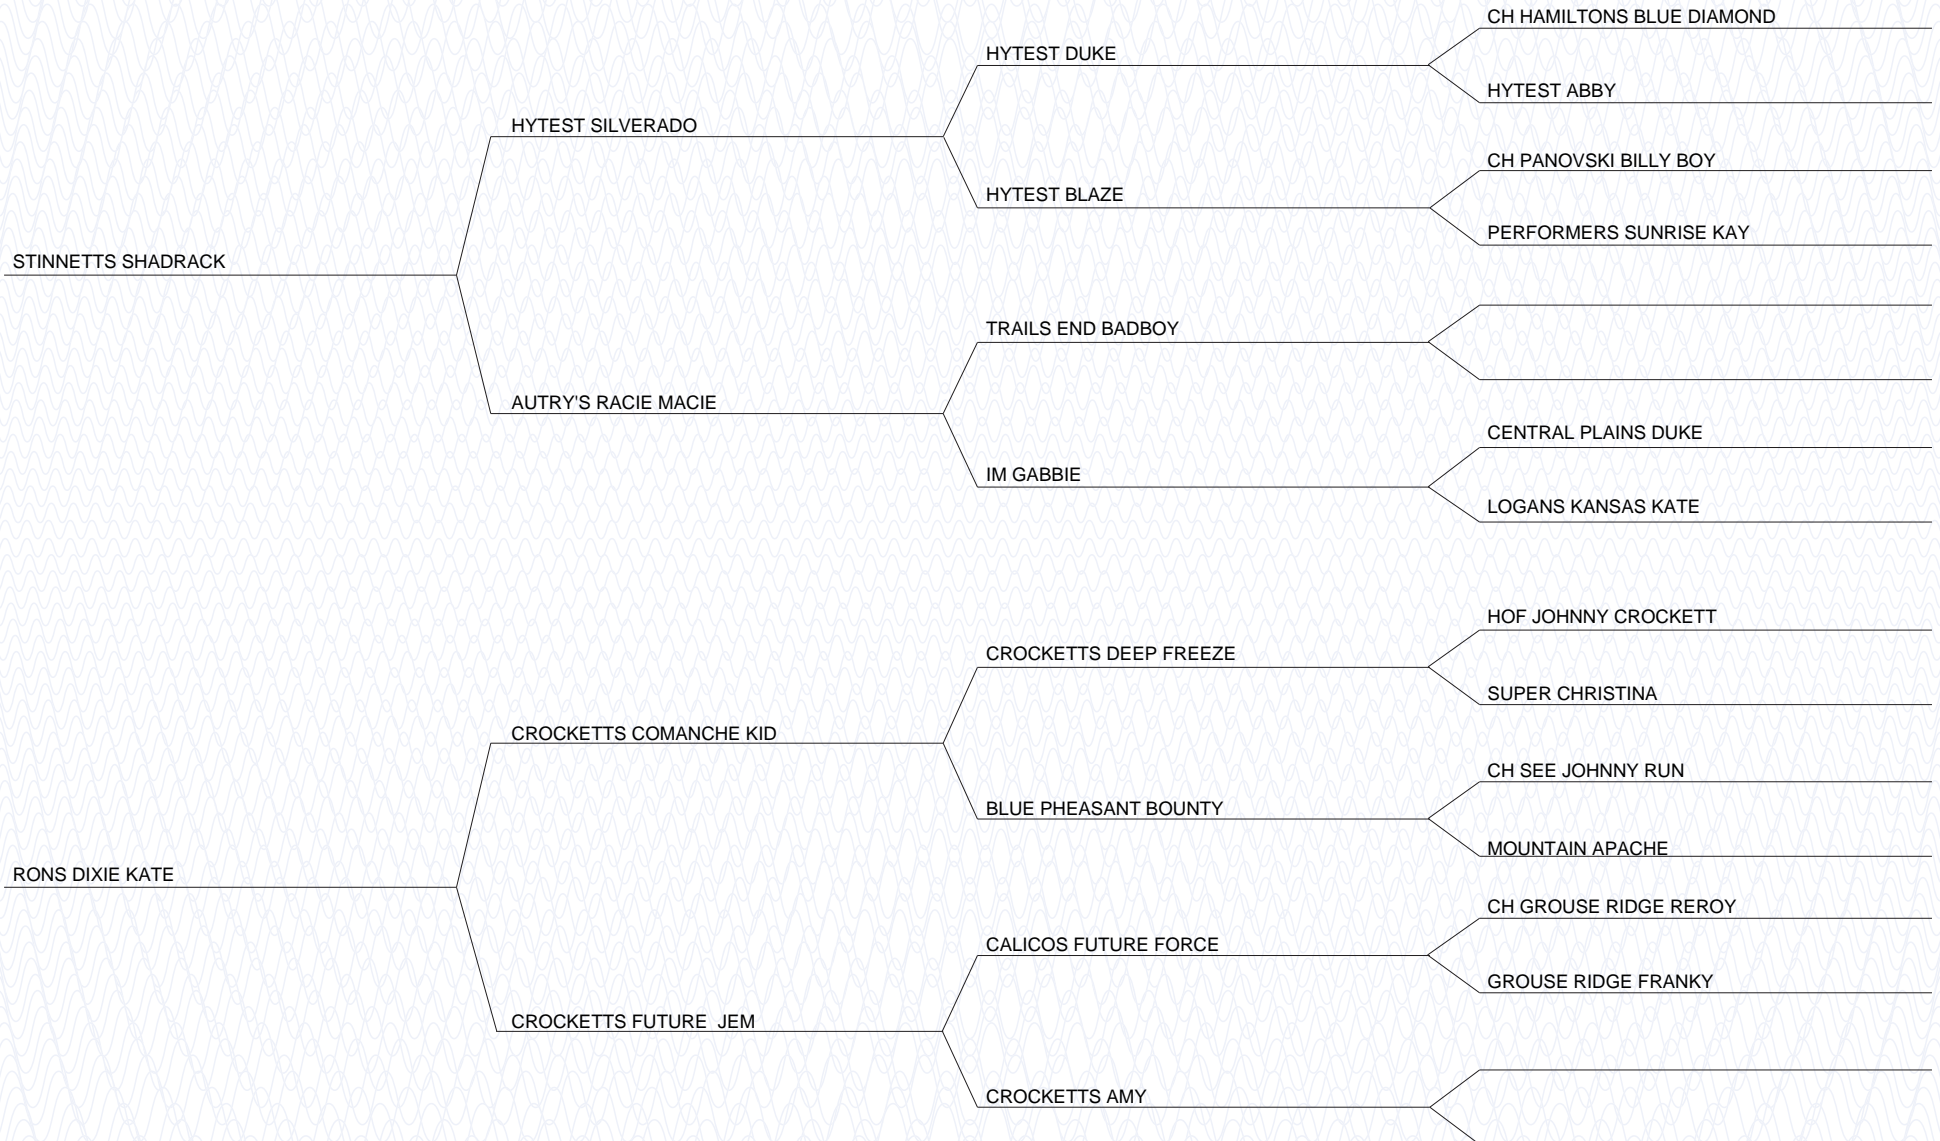 CH HAMILTONS BLUE DIAMOND
HYTEST DUKE
HYTEST ABBY
HYTEST SILVERADO
CH PANOVSKI BILLY BOY
HYTEST BLAZE
PERFORMERS SUNRISE KAY
STINNETTS SHADRACK
TRAILS END BADBOY
AUTRY'S RACIE MACIE
CENTRAL PLAINS DUKE
IM GABBIE
LOGANS KANSAS KATE
HOF JOHNNY CROCKETT
CROCKETTS DEEP FREEZE
SUPER CHRISTINA
CROCKETTS COMANCHE KID
CH SEE JOHNNY RUN
BLUE PHEASANT BOUNTY
MOUNTAIN APACHE
RONS DIXIE KATE
CH GROUSE RIDGE REROY
CALICOS FUTURE FORCE
GROUSE RIDGE FRANKY
CROCKETTS FUTURE  JEM
CROCKETTS AMY